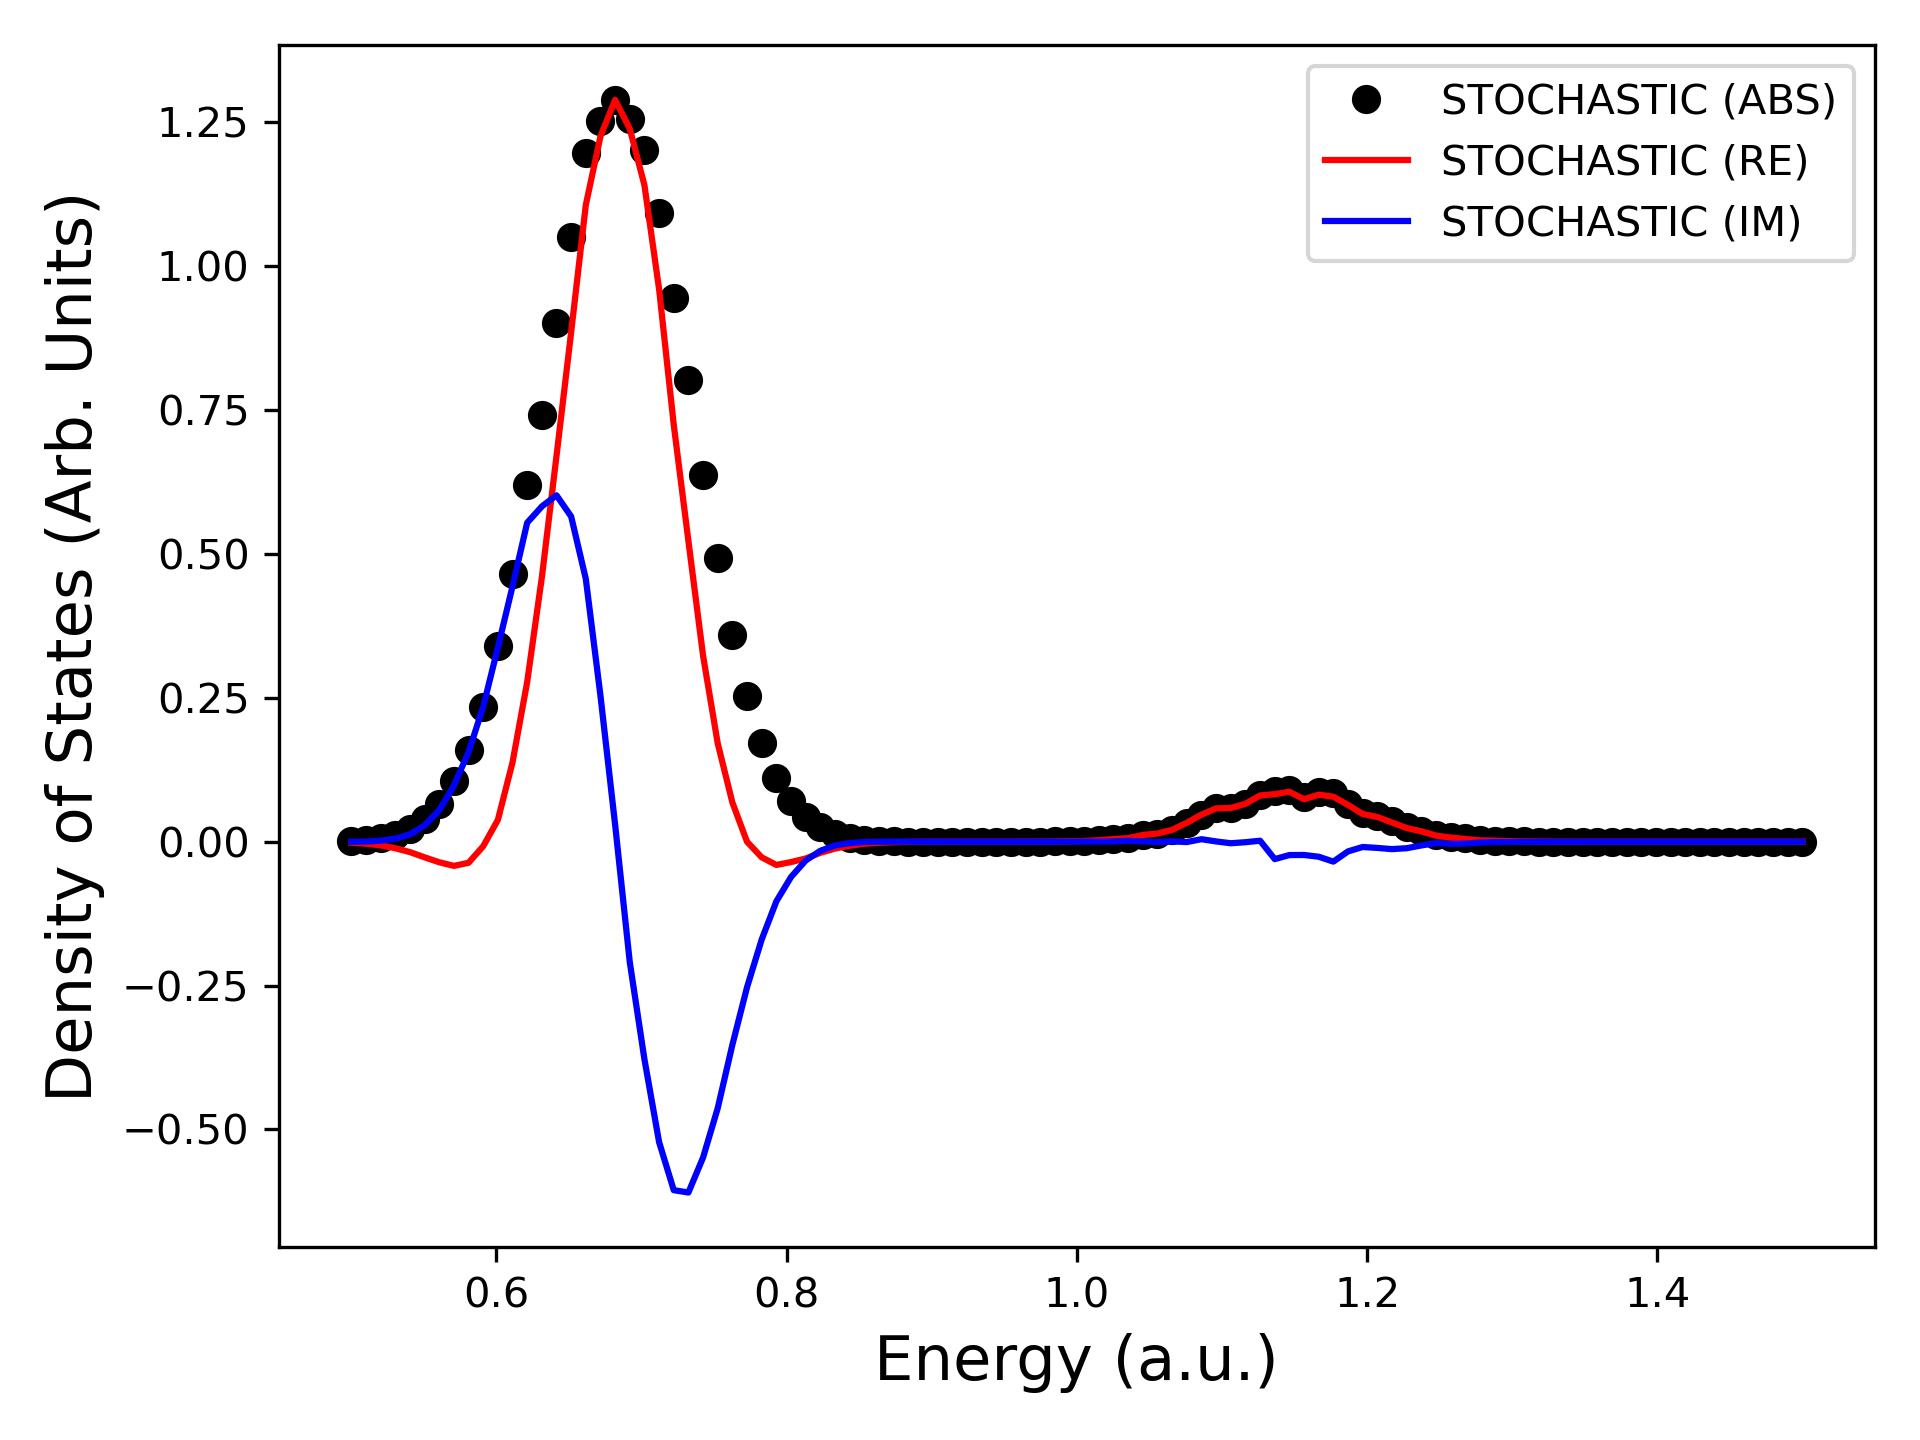 STOCHASTIC (ABS)
STOCHASTIC (RE)
STOCHASTIC (IM)
Density of States (Arb. Units)
1.25
1.00
0.75
0.50
0.25
0.00
−0.25
−0.50
0.6 0.8 1.0 1.2 1.4
Energy (a.u.)